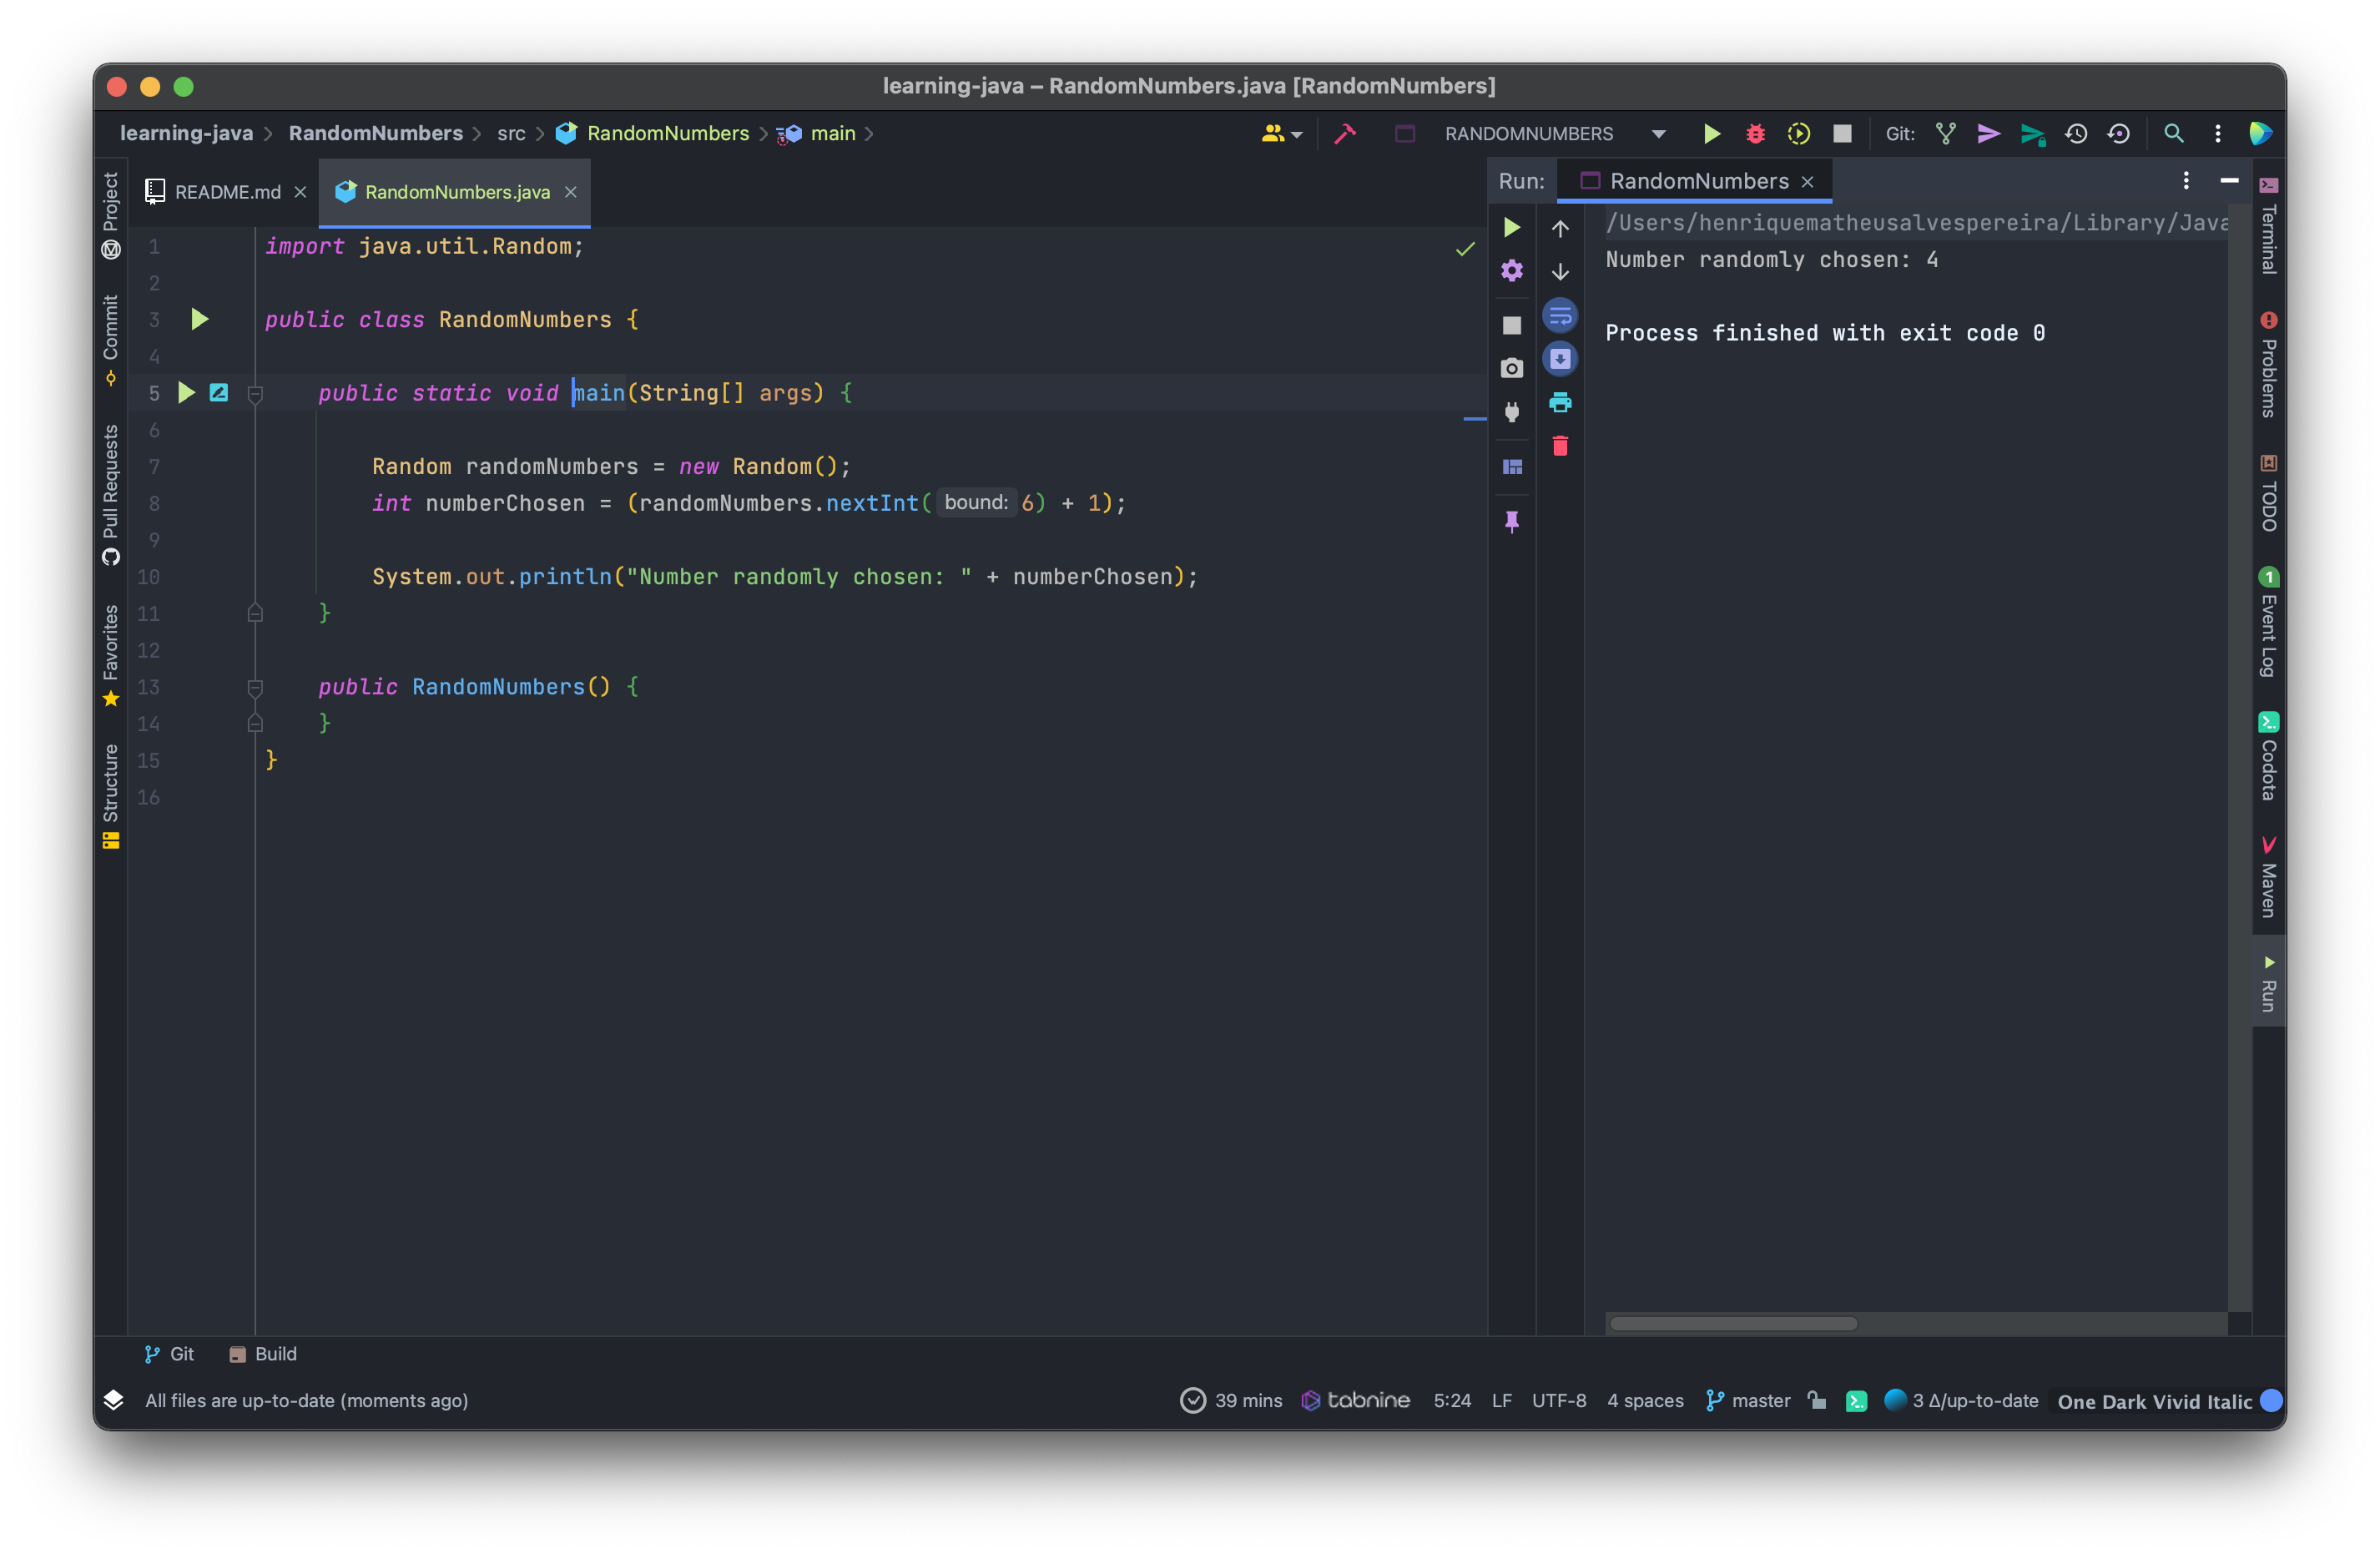 learning-java – RandomNumbers.java [RandomNumbers]
learning-java RandomNumbers src RandomNumbers main RANDOMNUMBERS Git:
Project
Commit
Pull Requests
Favorites
Structure
README.md RandomNumbers.java
1 import java.util.Random;
2
3 public class RandomNumbers {
4
5 public static void main(String[] args) {
6
7 Random randomNumbers = new Random();
8 int numberChosen = (randomNumbers.nextInt( bound: 6) + 1);
9
10 System.out.println("Number randomly chosen: " + numberChosen);
11 }
12
13 public RandomNumbers() {
14 }
15 }
16
Run: RandomNumbers
/Users/henriquematheusalvespereira/Library/Java
Number randomly chosen: 4
Process finished with exit code 0
Terminal
Problems
TODO
1
Event Log
Codota
Maven
Run
Git Build
All files are up-to-date (moments ago) 39 mins tabnine 5:24 LF UTF-8 4 spaces master 3 Δ/up-to-date One Dark Vivid Italic